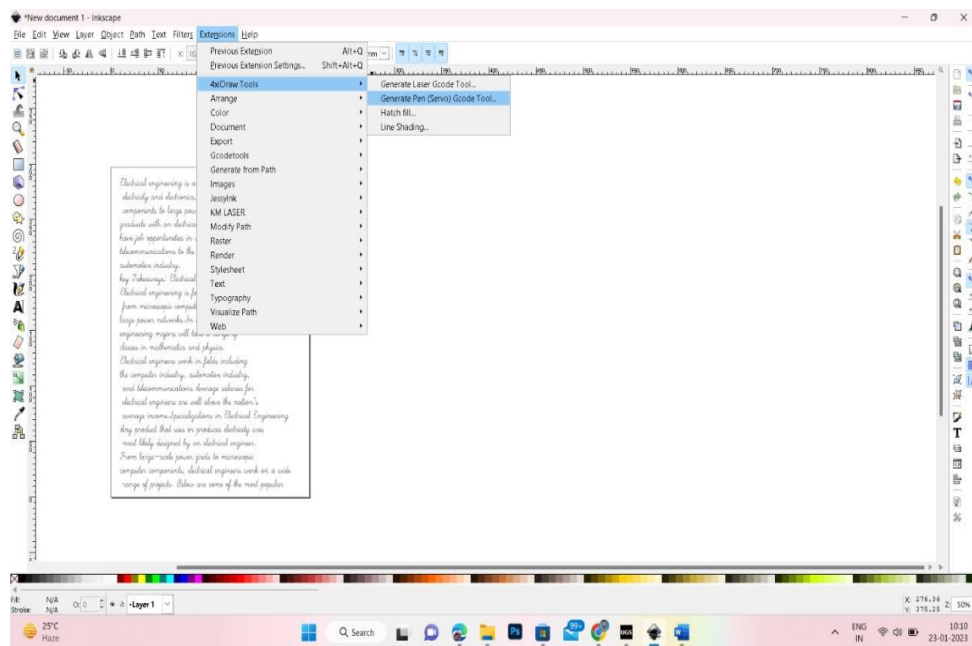 *New document 1 - Inkscape
File Edit View Layer Object Path Text Filters Extensions Help
Previous Extension Alt+Q
Previous Extension Settings... Shift+Alt+Q
4xiDraw Tools
Arrange
Color
Document
Export
Gcodetools
Generate from Path
Images
JessyInk
KM LASER
Modify Path
Raster
Render
Stylesheet
Text
Typography
Visualize Path
Web
Generate Laser Gcode Tool...
Generate Pen (Servo) Gcode Tool...
Hatch fill...
Line Shading...
mm
Electrical engineering is
electricity and electronics,
components to large
graduate with an electrical
have job opportunities in
telecommunications to the
automotive industry.
key Takeaways: Electrical
Electrical engineering is
from microscopic
large power networks. In
engineering majors will
classes in mathematics and physics.
Electrical engineers work in fields including
the computer industry, automotive industry,
and telecommunications Average salaries for
electrical engineers are well above the nation's
average income. Specializations in Electrical Engineering
Any product that uses or produces electricity was
most likely designed by an electrical engineer.
From large-scale power grids to microscopic
computer components, electrical engineers work on a wide
range of projects. Below are some of the most popular
Fill: N/A
Stroke: N/A
O: 0
Layer 1
X: 276.36
Y: 375.25
Z: 50%
25°C
Haze
Search
99+
UGS
ENG
IN
10:10
23-01-2023